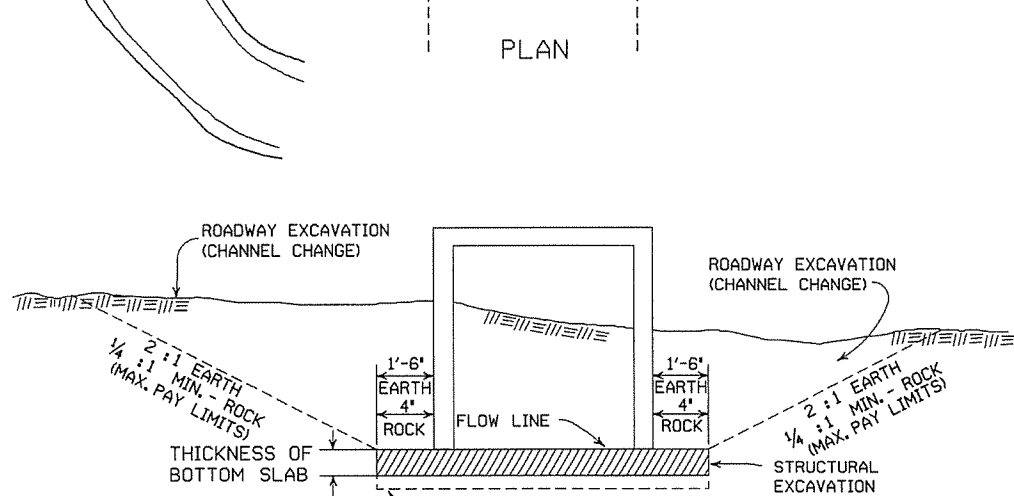 PLAN
ROADWAY EXCAVATION
(CHANNEL CHANGE)
ROADWAY EXCAVATION
(CHANNEL CHANGE)
2 :1 EARTH
1/4 :1 MIN. - ROCK
(MAX. PAY LIMITS)
1'-6"
EARTH
4"
ROCK
FLOW LINE
1'-6"
EARTH
4"
ROCK
2 :1 EARTH
1/4 :1 MIN. - ROCK
(MAX. PAY LIMITS)
THICKNESS OF
BOTTOM SLAB
STRUCTURAL
EXCAVATION